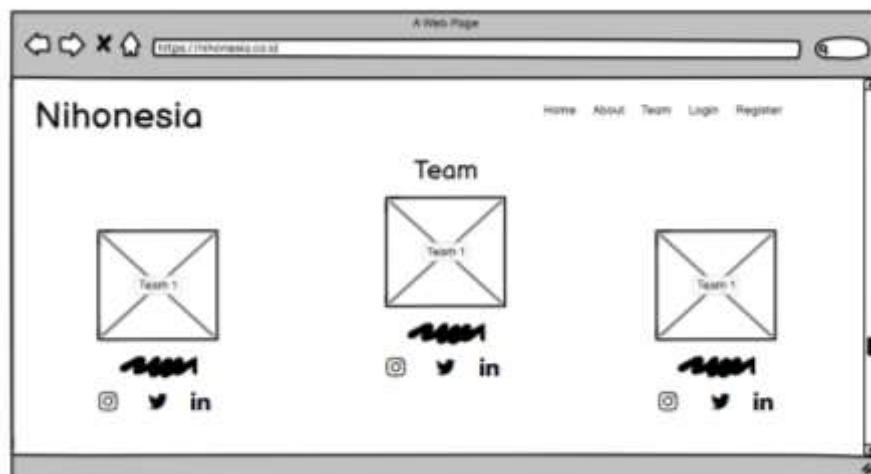 A Web Page
https://nihonesia.co.id
Nihonesia
Home About Team Login Register
Team
Team 1
Team 1
Team 1
in
in
in